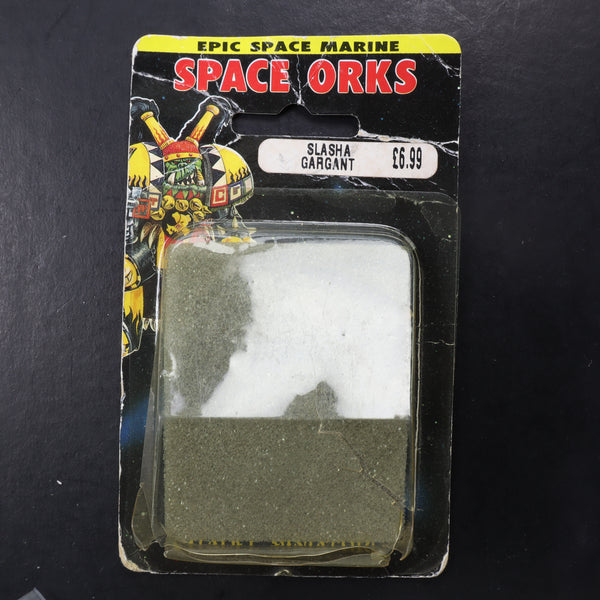 EPIC SPACE MARINE
SPACE ORKS
SLASHA
GARGANT
£6.99